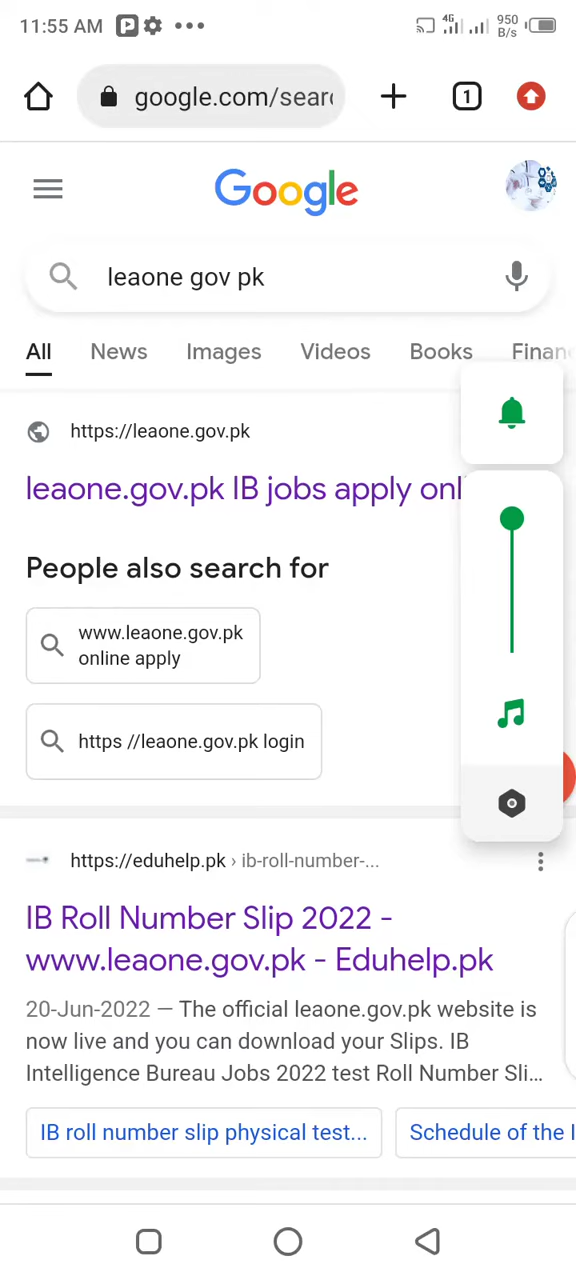 11:55 AM
4G
950
B/s
google.com/sear
1
Google
leaone gov pk
All News Images Videos Books Finan
https://leaone.gov.pk
leaone.gov.pk IB jobs apply onl
People also search for
www.leaone.gov.pk
online apply
https //leaone.gov.pk login
https://eduhelp.pk › ib-roll-number-...
IB Roll Number Slip 2022 -
www.leaone.gov.pk - Eduhelp.pk
20-Jun-2022 — The official leaone.gov.pk website is
now live and you can download your Slips. IB
Intelligence Bureau Jobs 2022 test Roll Number Sli...
IB roll number slip physical test...
Schedule of the I